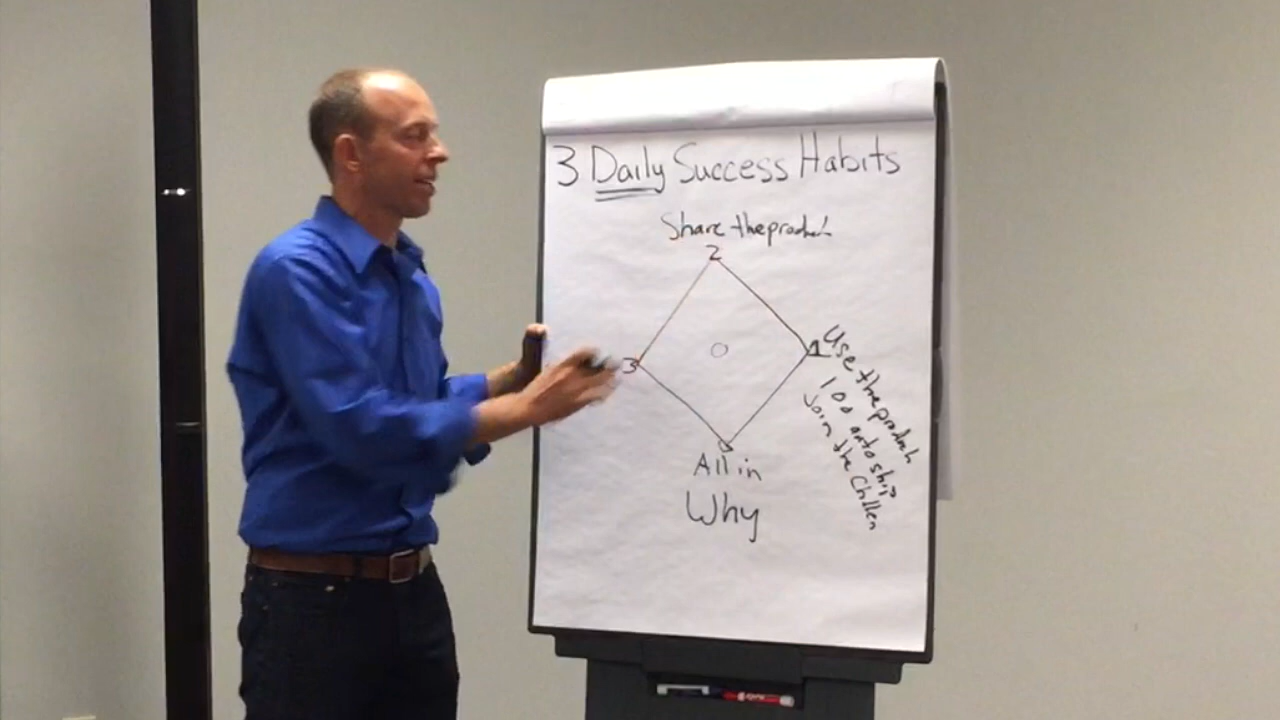 3 Daily Success Habits
Share the product
2
3
1
Use the product
100 autoship
Join the Challen
All in
Why